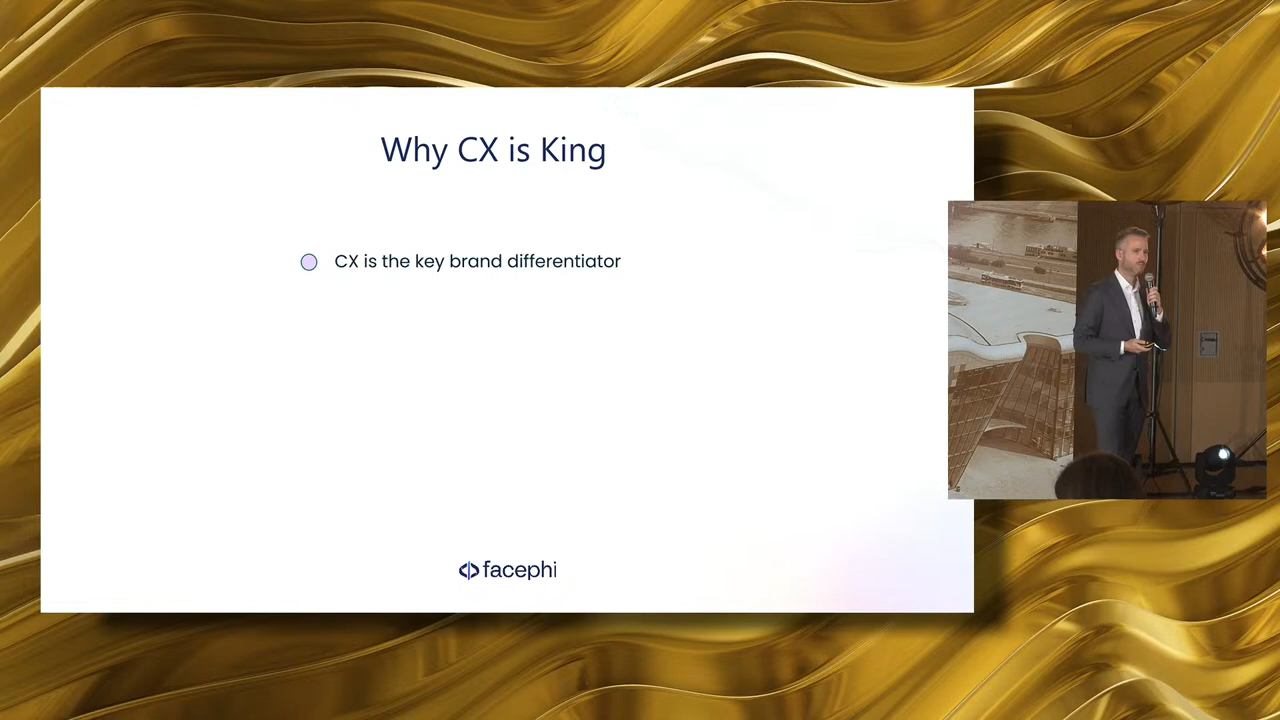 Why CX is King
CX is the key brand differentiator
facephi